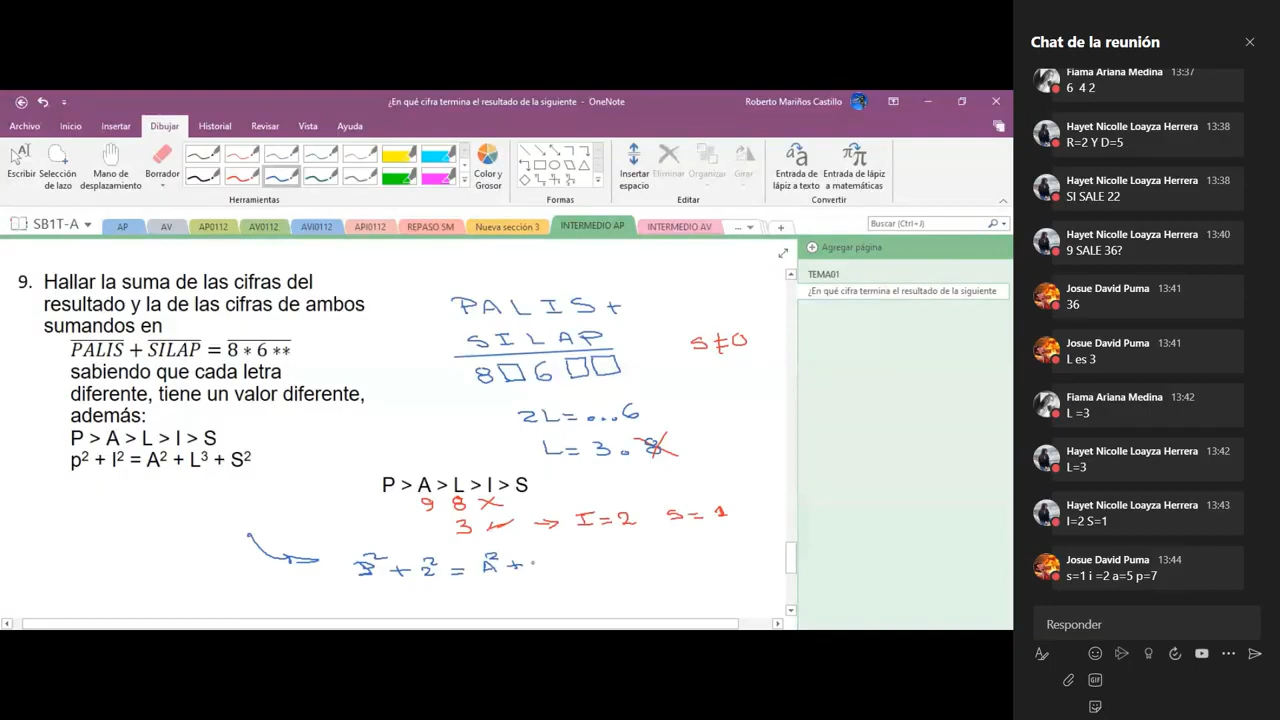 ¿En qué cifra termina el resultado de la siguiente - OneNote
Roberto Mariños Castillo
Archivo Inicio Insertar Dibujar Historial Revisar Vista Ayuda
Escribir
Selección de lazo
Mano de desplazamiento
Borrador
Color y Grosor
Insertar espacio
Eliminar
Organizar
Girar
Entrada de lápiz a texto
Entrada de lápiz a matemáticas
Herramientas
Formas
Editar
Convertir
SB1T-A AP AV AP0112 AV0112 AVI0112 API0112 REPASO SM Nueva sección 3 INTERMEDIO AP INTERMEDIO AV ... +
Buscar (Ctrl+J)
Agregar página
TEMA01
¿En qué cifra termina el resultado de la siguiente
9. Hallar la suma de las cifras del
resultado y la de las cifras de ambos
sumandos en
PALIS + SILAP = 8 * 6 **
sabiendo que cada letra
diferente, tiene un valor diferente,
además:
P > A > L > I > S
p² + I² = A² + L³ + S²
PALIS+
SILAP
8□6□□
S≠0
2L=...6
L=3.8
P > A > L > I > S
9 8 X
3 → I=2 S=1
P²+2²=A²+
Chat de la reunión
Fiama Ariana Medina 13:37
6 4 2
Hayet Nicolle Loayza Herrera 13:38
R=2 Y D=5
Hayet Nicolle Loayza Herrera 13:38
SI SALE 22
Hayet Nicolle Loayza Herrera 13:40
9 SALE 36?
Josue David Puma 13:41
36
Josue David Puma 13:41
L es 3
Fiama Ariana Medina 13:42
L =3
Hayet Nicolle Loayza Herrera 13:42
L=3
Hayet Nicolle Loayza Herrera 13:43
I=2 S=1
Josue David Puma 13:44
s=1 i =2 a=5 p=7
Responder
GIF